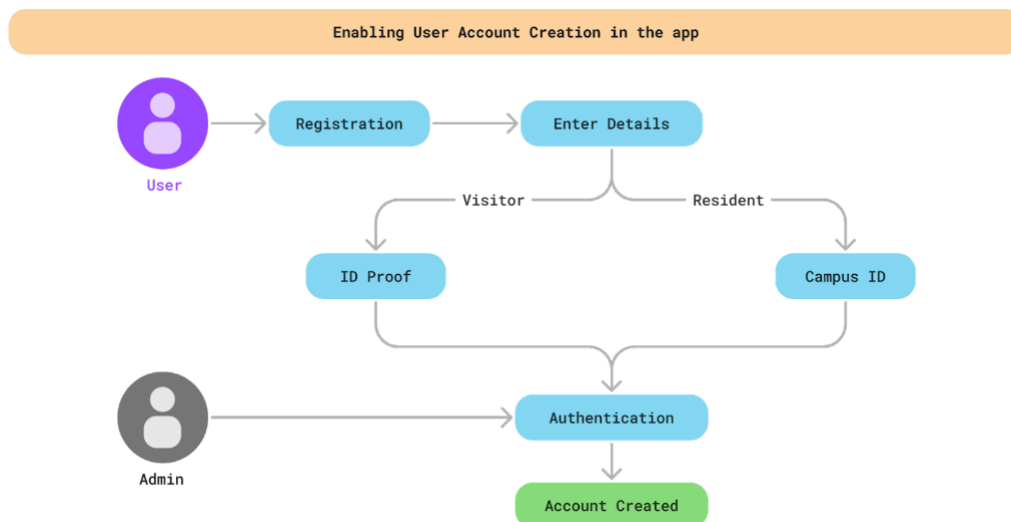 Enabling User Account Creation in the app
Registration
Enter Details
User
Visitor
Resident
ID Proof
Campus ID
Authentication
Admin
Account Created